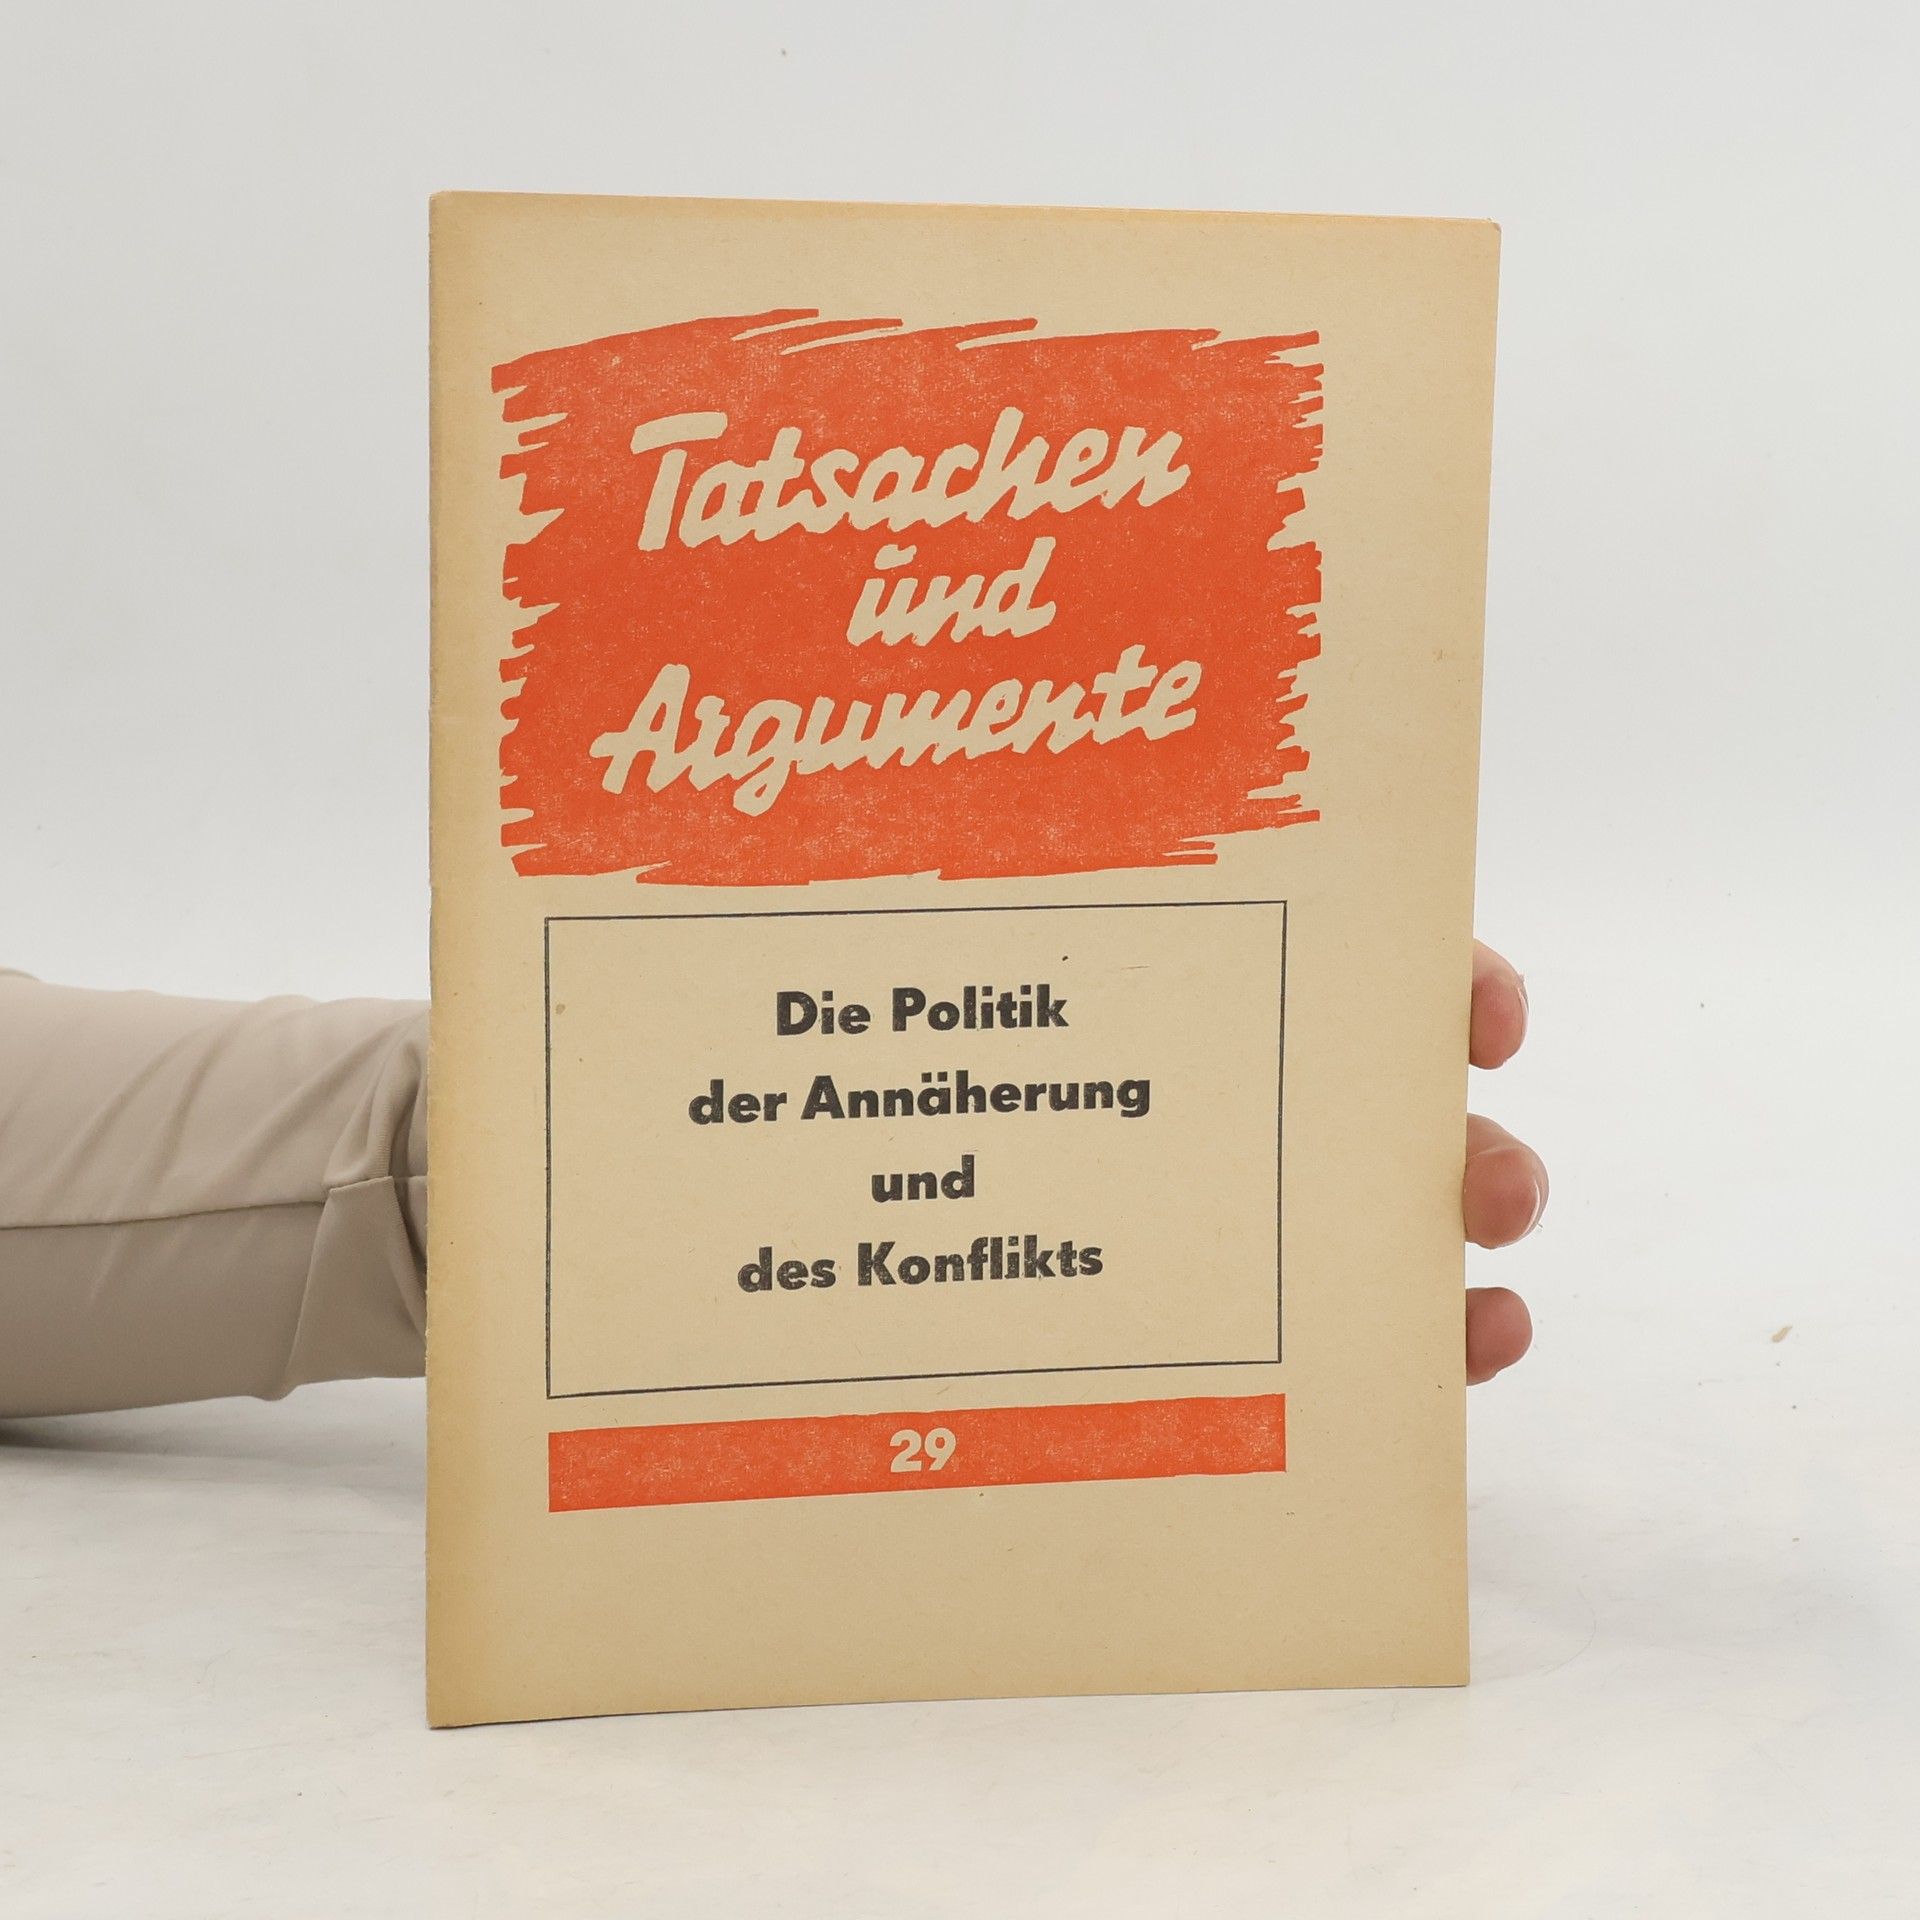 Tatsachen
und
Argumente
Die Politik
der Annäherung
und
des Konflikts
29